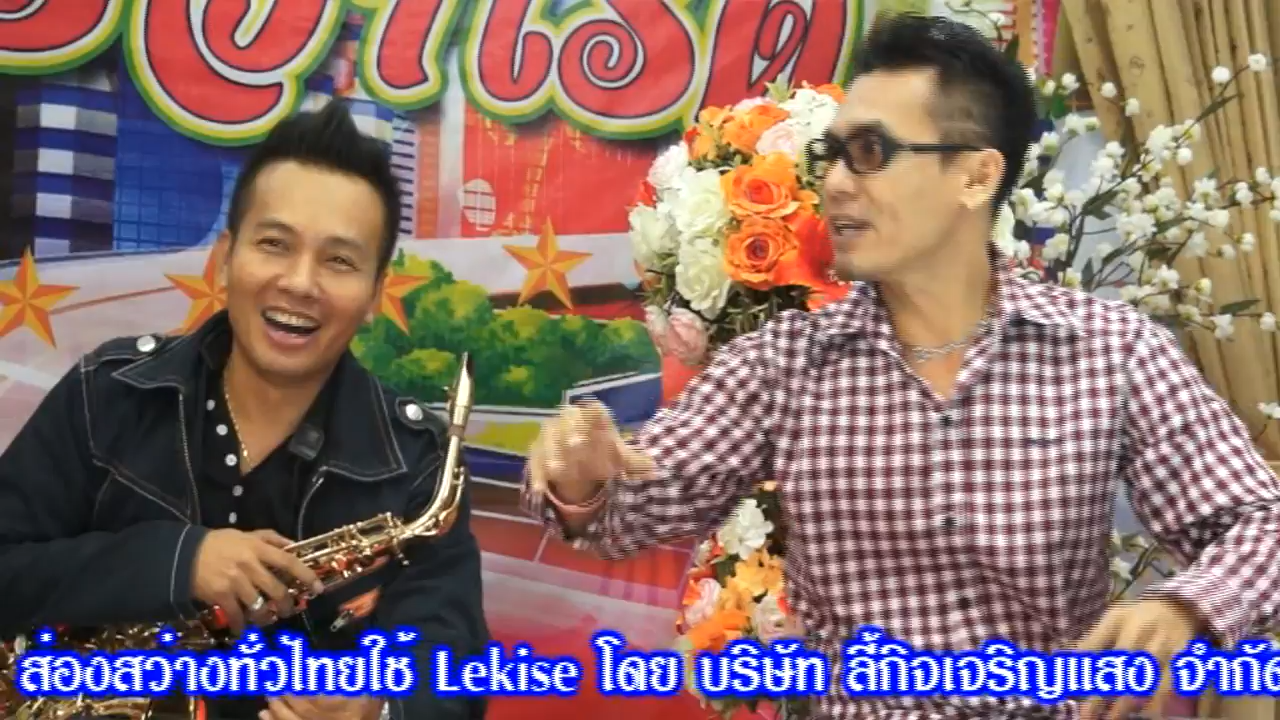 ส่องสว่างทั่วไทยใช้ Lekise โดย บริษัท ลี้กิจเจริญแสง จำกัด